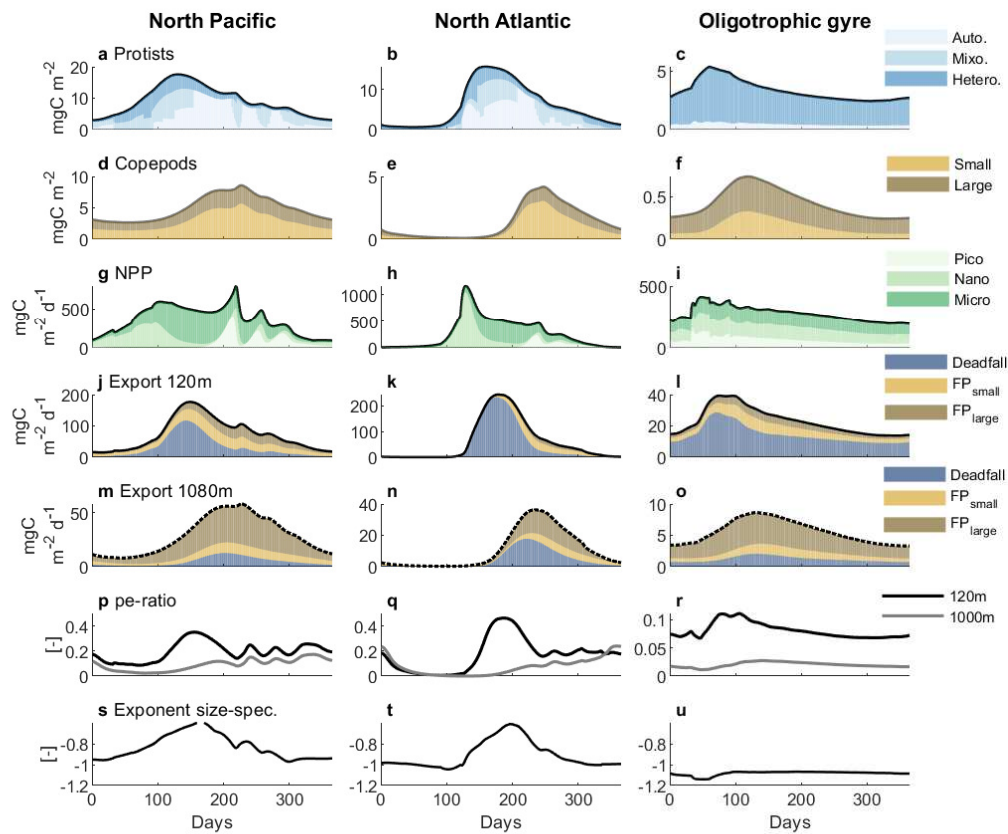 North Pacific North Atlantic Oligotrophic gyre
a Protists b c
20 10 0 10 0 5 0
mgC m-2
Auto.
Mixo.
Hetero.
d Copepods e f
10 5 0 5 0 0.5 0
mgC m-2
Small
Large
g NPP h i
500 0 1000 500 0 500 0
mgC
m-2 d-1
Pico
Nano
Micro
j Export 120m k l
200 100 0 200 100 0 40 20 0
mgC
m-2 d-1
Deadfall
FPsmall
FPlarge
m Export 1080m n o
50 0 40 20 0 10 5 0
mgC
m-2 d-1
Deadfall
FPsmall
FPlarge
p pe-ratio q r
0.4 0.2 0 0.4 0.2 0 0.1 0.05 0
[-]
120m
1000m
s Exponent size-spec. t u
-0.8 -1 -1.2 -0.8 -1 -1.2 -0.8 -1 -1.2
[-]
0 100 200 300 0 100 200 300 0 100 200 300
Days Days Days